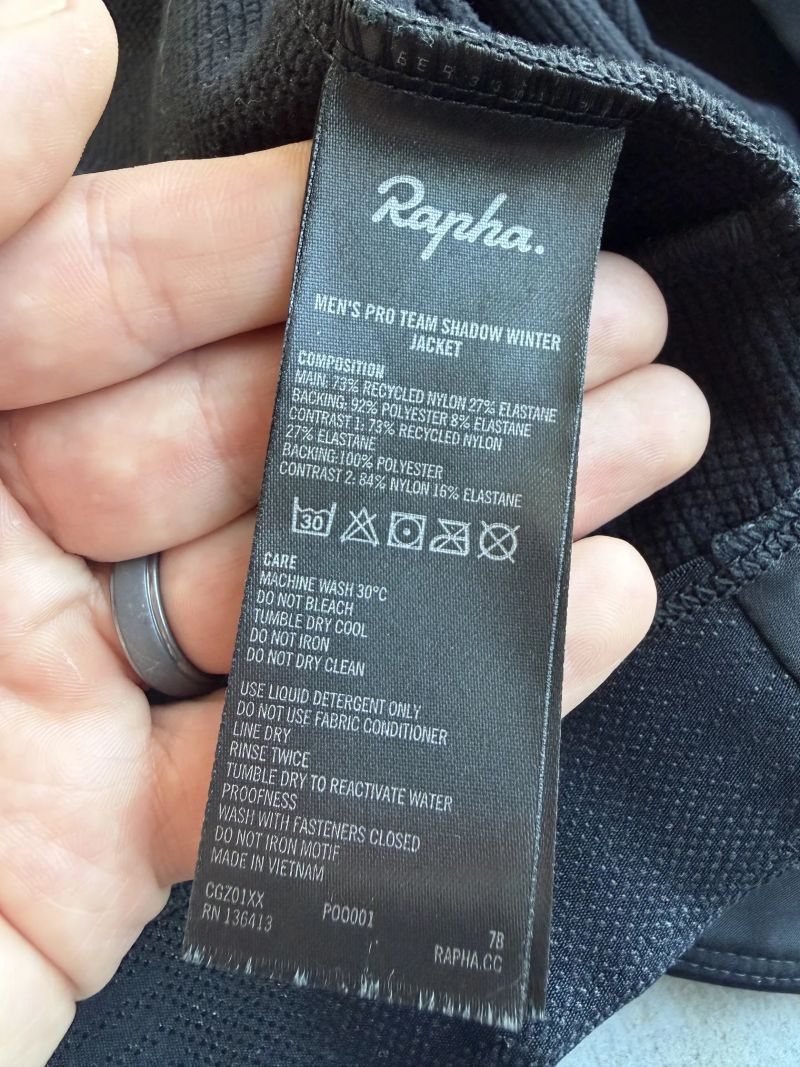 Rapha.
MEN'S PRO TEAM SHADOW WINTER
JACKET
COMPOSITION
MAIN: 73% RECYCLED NYLON 27% ELASTANE
BACKING: 92% POLYESTER 8% ELASTANE
CONTRAST 1: 73% RECYCLED NYLON
27% ELASTANE
BACKING:100% POLYESTER
CONTRAST 2: 84% NYLON 16% ELASTANE
30
CARE
MACHINE WASH 30°C
DO NOT BLEACH
TUMBLE DRY COOL
DO NOT IRON
DO NOT DRY CLEAN
USE LIQUID DETERGENT ONLY
DO NOT USE FABRIC CONDITIONER
LINE DRY
RINSE TWICE
TUMBLE DRY TO REACTIVATE WATER
PROOFNESS
WASH WITH FASTENERS CLOSED
DO NOT IRON MOTIF
MADE IN VIETNAM
CGZ01XX
RN 136413
PO0001
78
RAPHA.CC